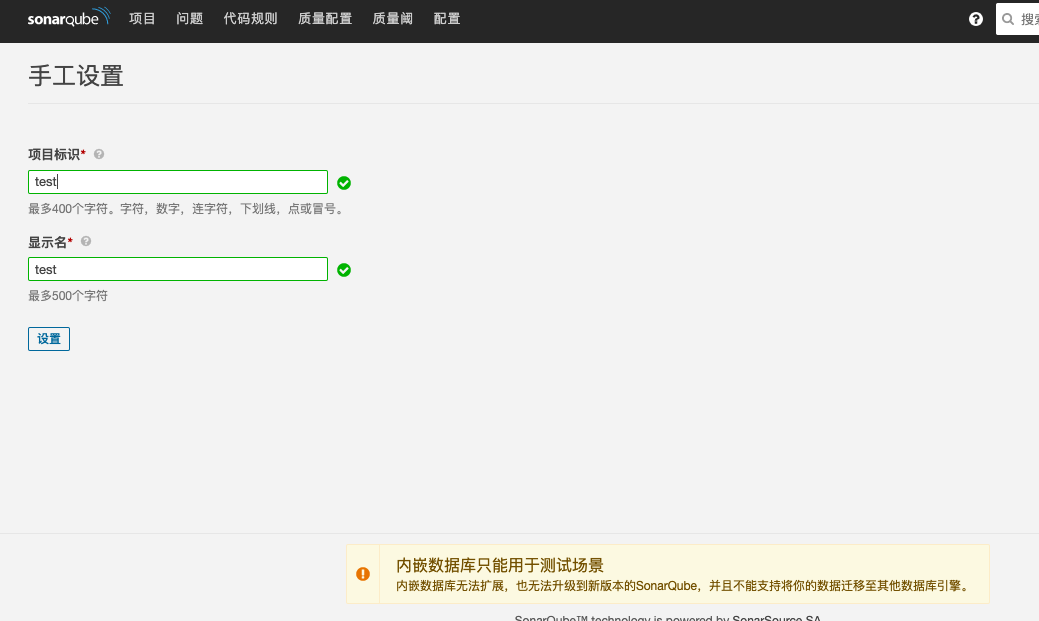 sonarqube 项目 问题 代码规则 质量配置 质量阈 配置 ? 搜
手工设置
项目标识* ?
test
最多400个字符。字符，数字，连字符，下划线，点或冒号。
显示名* ?
test
最多500个字符
设置
内嵌数据库只能用于测试场景
内嵌数据库无法扩展，也无法升级到新版本的SonarQube，并且不能支持将你的数据迁移至其他数据库引擎。
SonarQube™ technology is powered by SonarSource SA